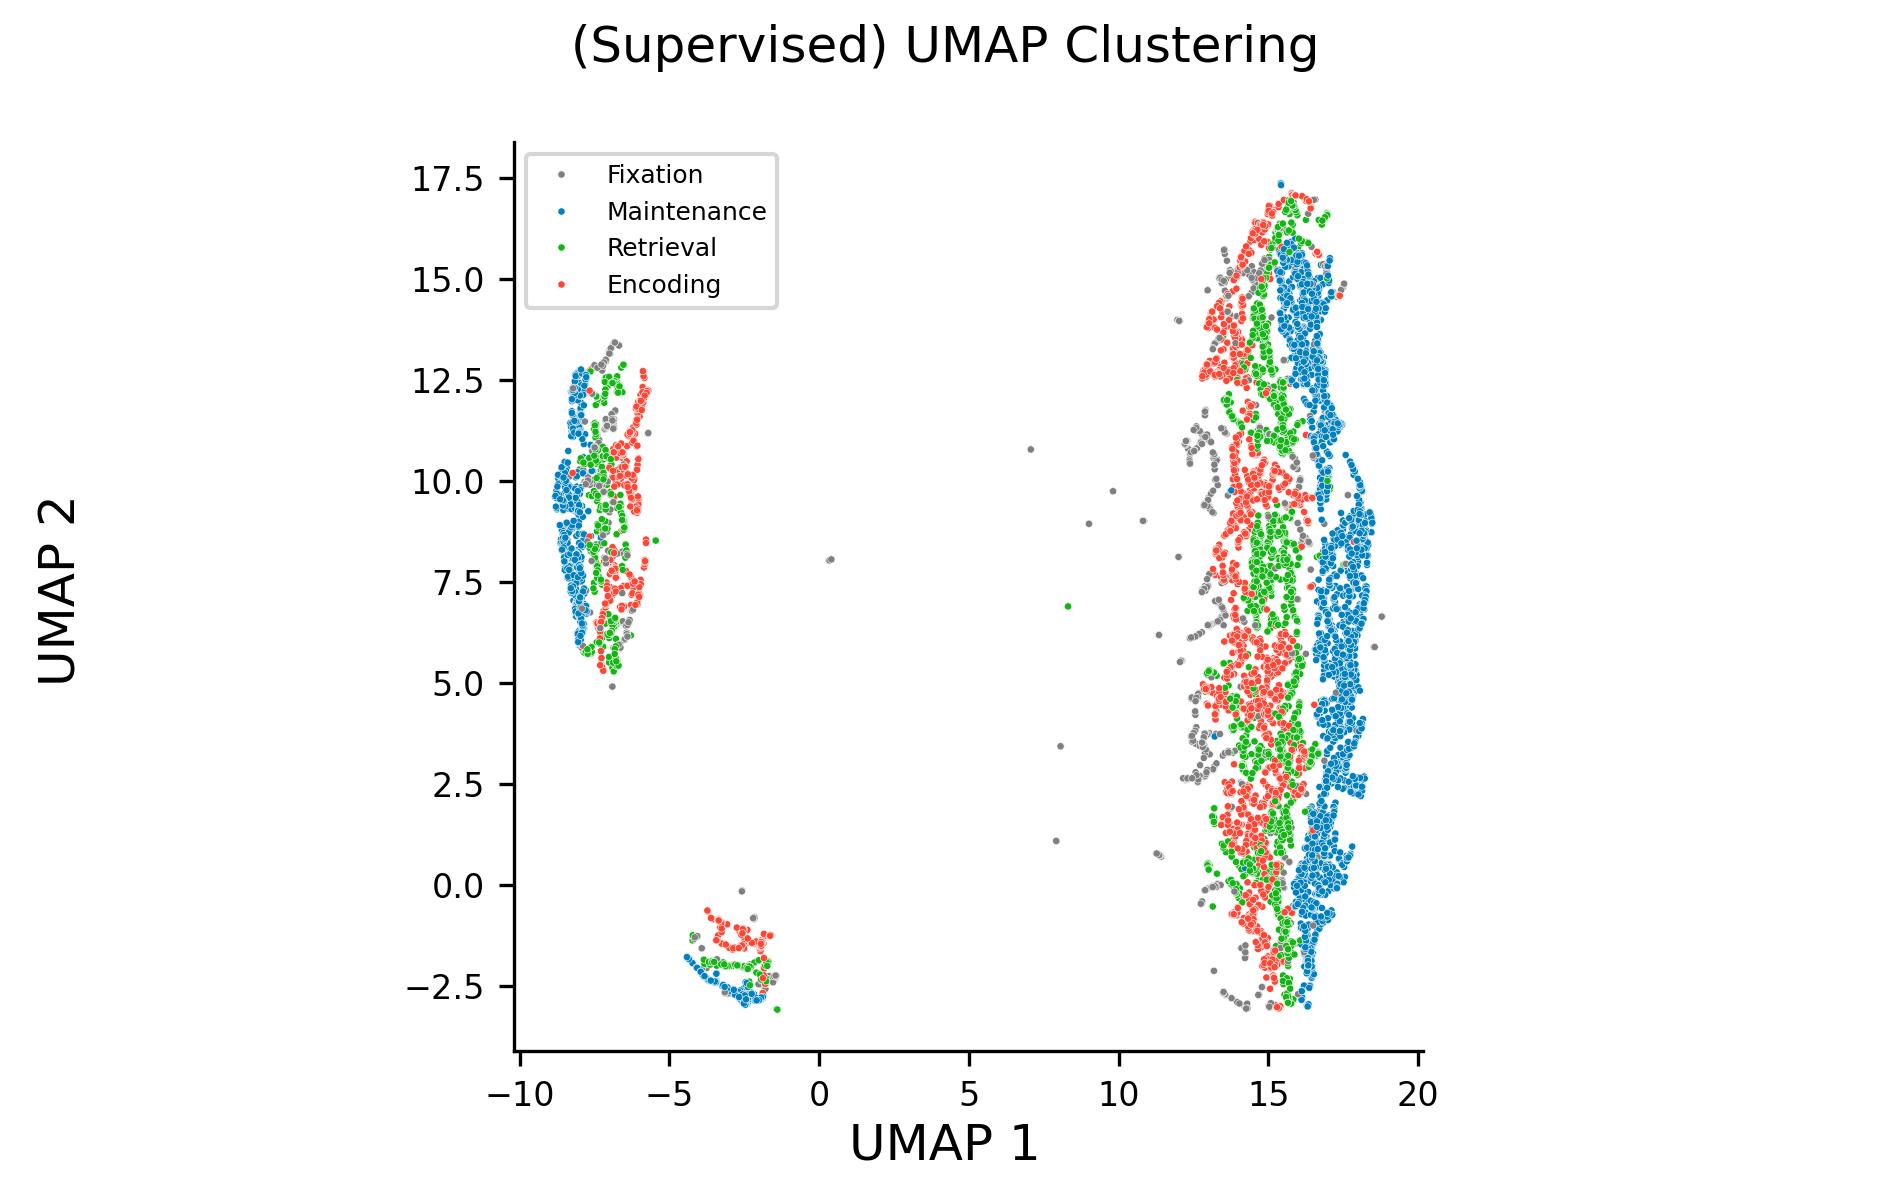 (Supervised) UMAP Clustering
UMAP 2
17.5
15.0
12.5
10.0
7.5
5.0
2.5
0.0
−2.5
Fixation
Maintenance
Retrieval
Encoding
−10 −5 0 5 10 15 20
UMAP 1